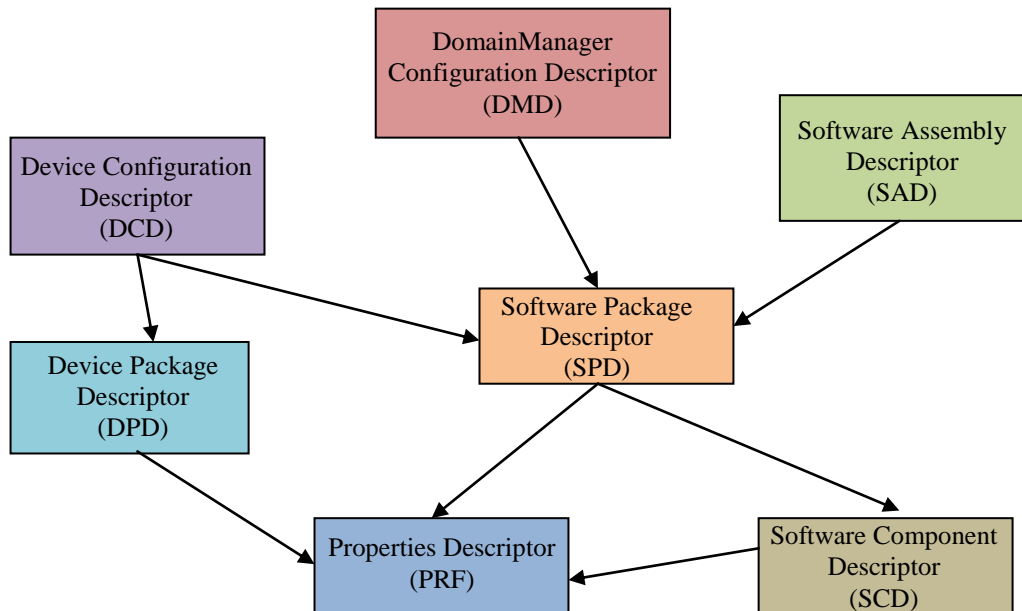 DomainManager
Configuration Descriptor
(DMD)
Software Assembly
Descriptor
(SAD)
Device Configuration
Descriptor
(DCD)
Software Package
Descriptor
(SPD)
Device Package
Descriptor
(DPD)
Properties Descriptor
(PRF)
Software Component
Descriptor
(SCD)